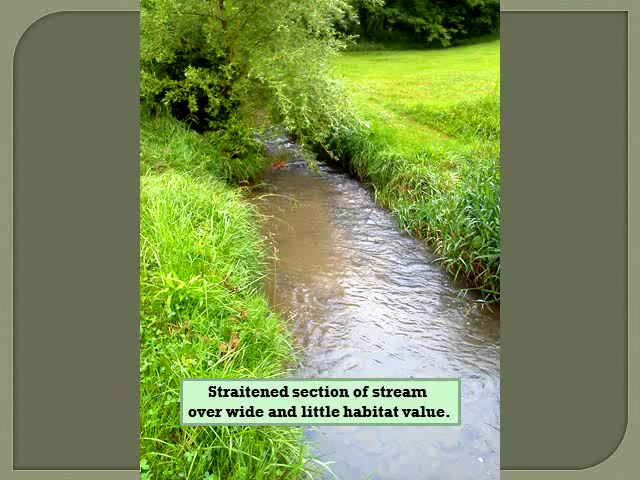 Straitened section of stream
over wide and little habitat value.